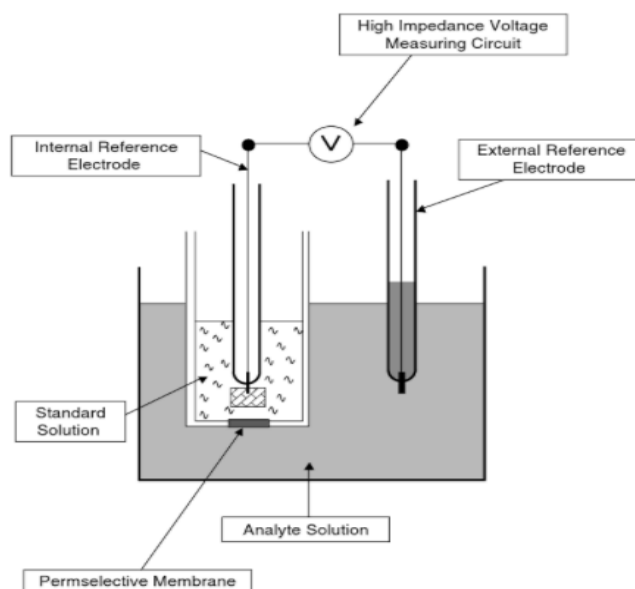 High Impedance Voltage
Measuring Circuit
Internal Reference
Electrode
V
External Reference
Electrode
Standard
Solution
Analyte Solution
Permselective Membrane